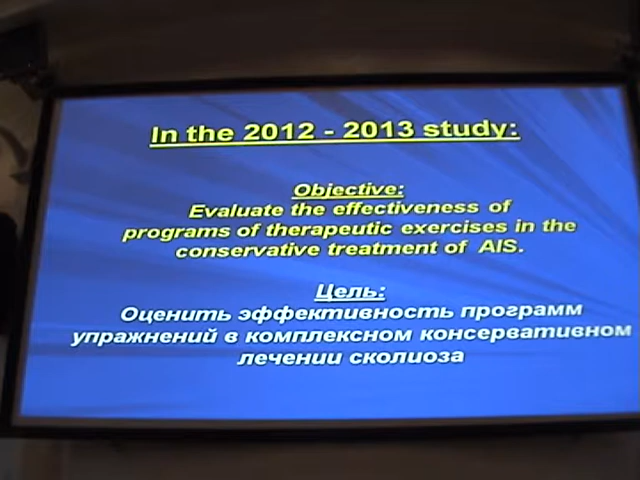 In the 2012 - 2013 study:
Objective:
Evaluate the effectiveness of
programs of therapeutic exercises in the
conservative treatment of AIS.
Цель:
Оценить эффективность программ
упражнений в комплексном консервативном
лечении сколиоза